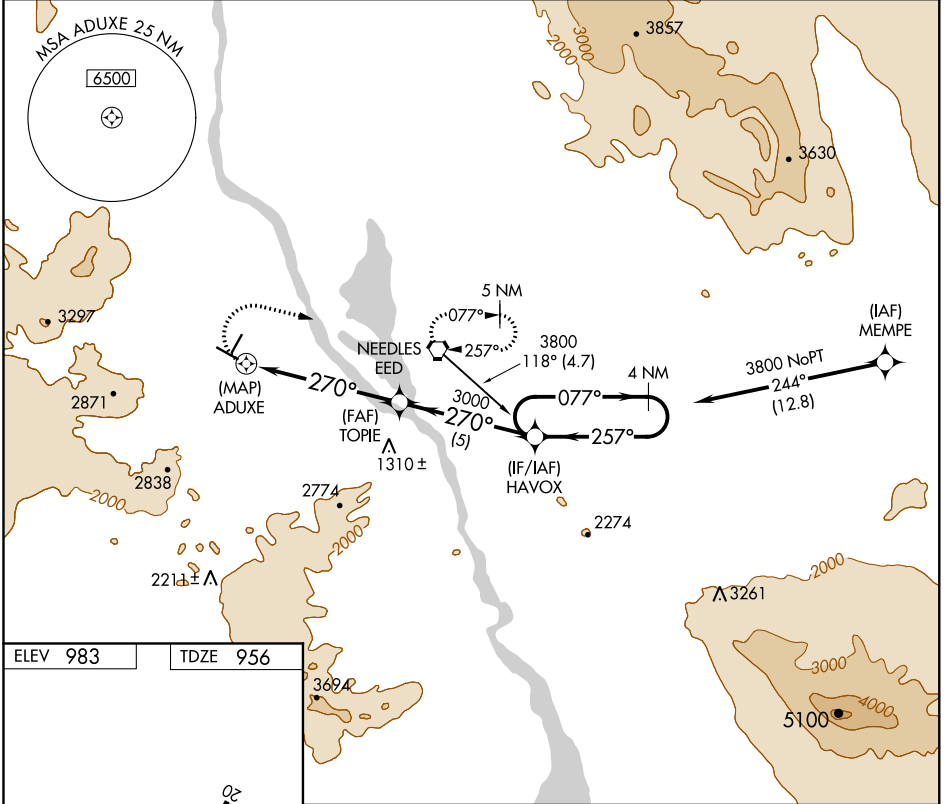 MSA ADUXE 25 NM
6500
3857
2000
3000
3630
3297
2871
2838
2000
(MAP)
ADUXE
270°
(FAF)
TOPIE
1310 ±
NEEDLES
EED
5 NM
077°
257°
3800
118° (4.7)
3000
270°
(5)
4 NM
077°
257°
(IF/IAF)
HAVOX
(IAF)
MEMPE
3800 NoPT
244°
(12.8)
2774
2000
2211 ±
2274
3261
2000
3000
4000
5100
3694
ELEV 983
TDZE 956
20